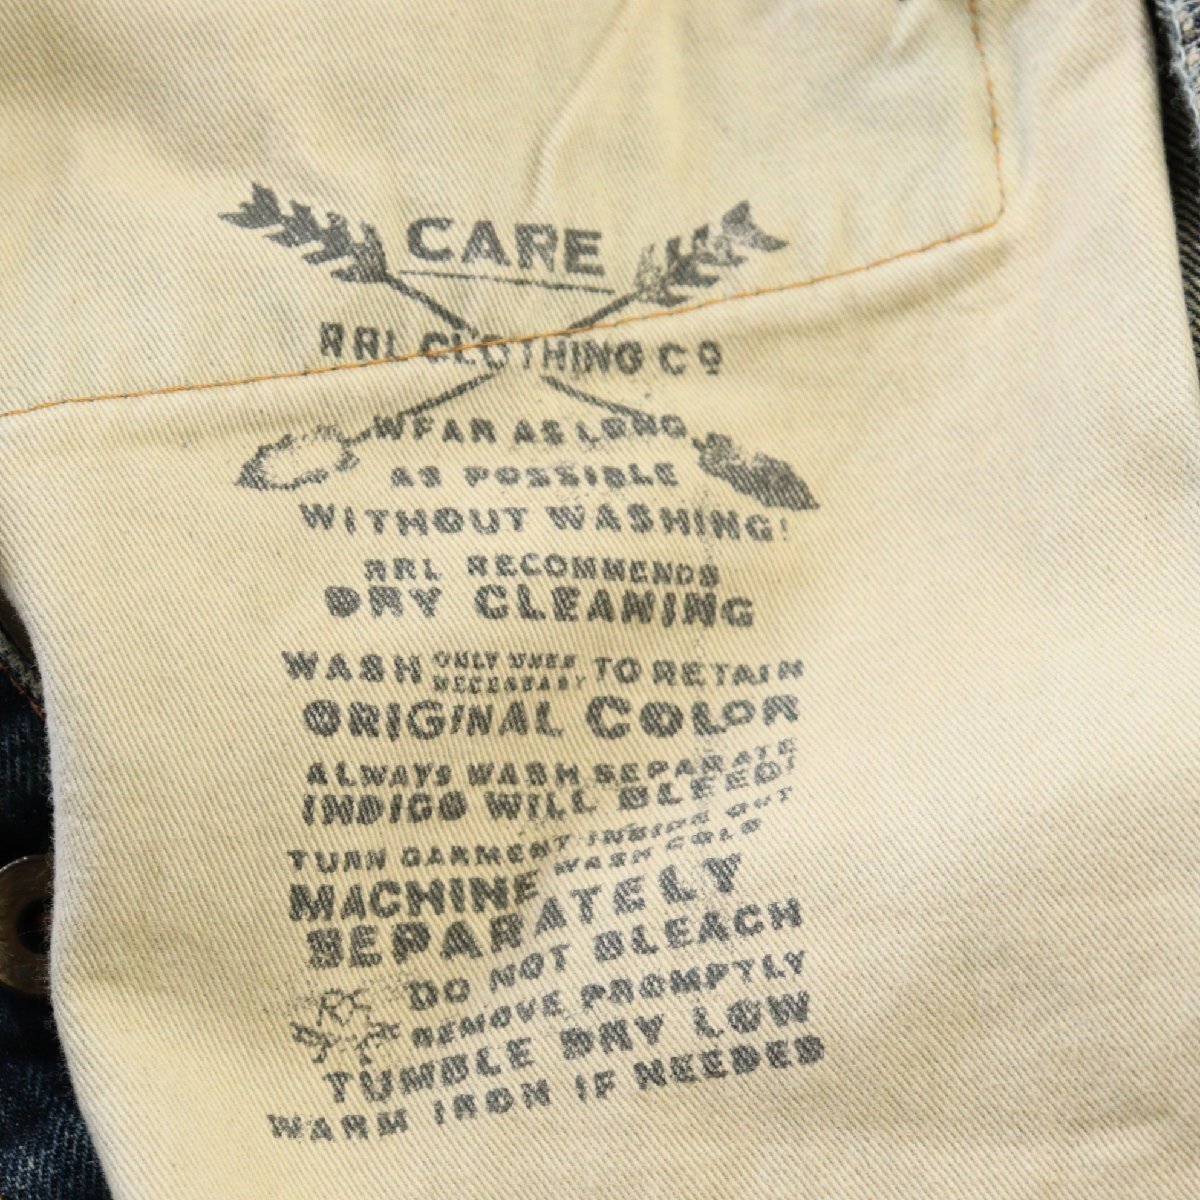 CARE
RRL CLOTHING CO
WEAR AS LONG
AS POSSIBLE
WITHOUT WASHING!
RRL RECOMMENDS
DRY CLEANING
WASH ONLY WHEN NECESSARY TO RETAIN
ORIGINAL COLOR
ALWAYS WASH SEPARATE
INDIGO WILL BLEED!
TURN GARMENT INSIDE OUT
MACHINE WASH COLD
SEPARATELY
DO NOT BLEACH
REMOVE PROMPTLY
TUMBLE DRY LOW
WARM IRON IF NEEDED